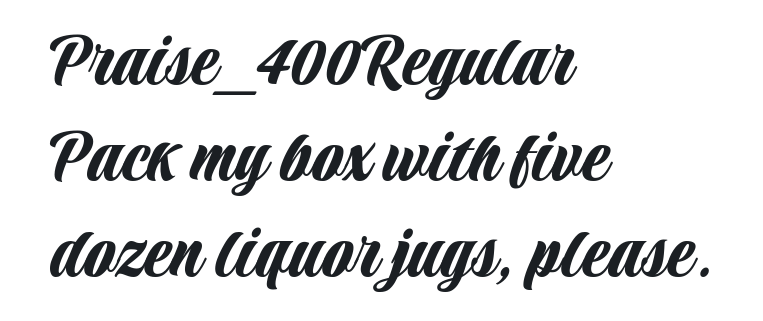 Praise_400Regular
Pack my box with five
dozen liquor jugs, please.